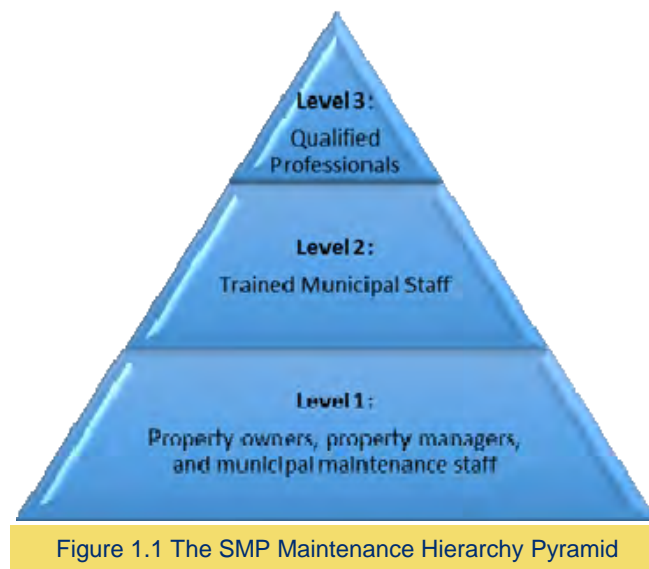 Level 3:
Qualified
Professionals
Level 2:
Trained Municipal Staff
Level 1:
Property owners, property managers,
and municipal maintenance staff
Figure 1.1 The SMP Maintenance Hierarchy Pyramid